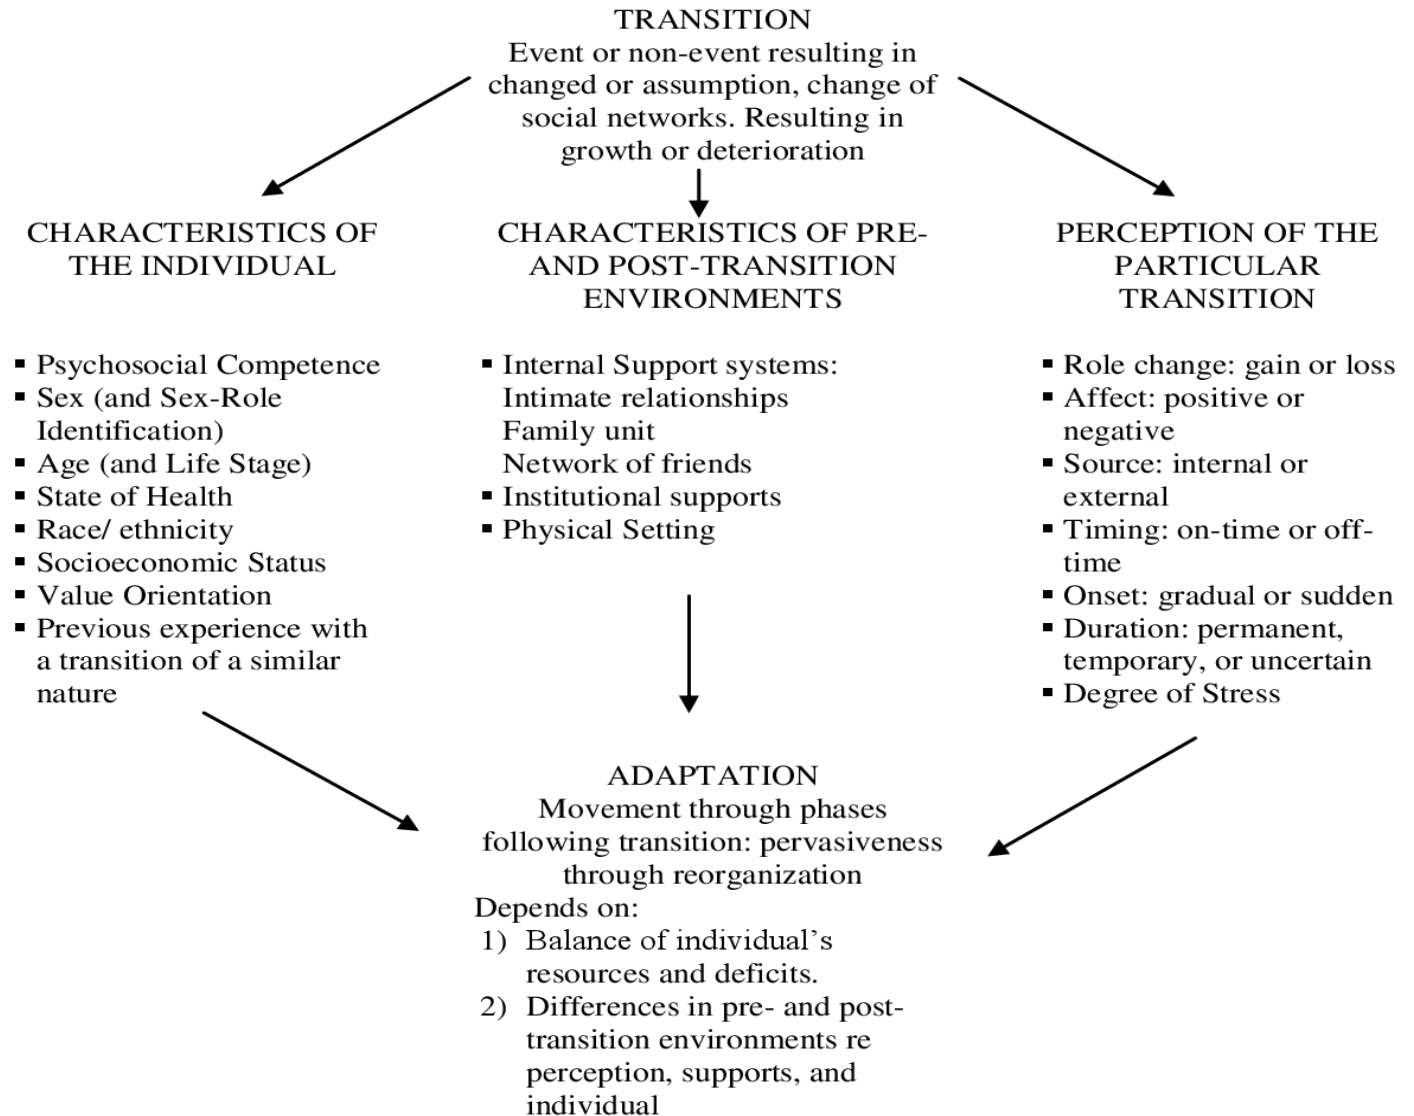 TRANSITION
Event or non-event resulting in
changed or assumption, change of
social networks. Resulting in
growth or deterioration
CHARACTERISTICS OF
THE INDIVIDUAL
▪ Psychosocial Competence
▪ Sex (and Sex-Role
Identification)
▪ Age (and Life Stage)
▪ State of Health
▪ Race/ ethnicity
▪ Socioeconomic Status
▪ Value Orientation
▪ Previous experience with
a transition of a similar
nature
CHARACTERISTICS OF PRE-
AND POST-TRANSITION
ENVIRONMENTS
▪ Internal Support systems:
Intimate relationships
Family unit
Network of friends
▪ Institutional supports
▪ Physical Setting
PERCEPTION OF THE
PARTICULAR
TRANSITION
▪ Role change: gain or loss
▪ Affect: positive or
negative
▪ Source: internal or
external
▪ Timing: on-time or off-
time
▪ Onset: gradual or sudden
▪ Duration: permanent,
temporary, or uncertain
▪ Degree of Stress
ADAPTATION
Movement through phases
following transition: pervasiveness
through reorganization
Depends on:
1) Balance of individual’s
resources and deficits.
2) Differences in pre- and post-
transition environments re
perception, supports, and
individual